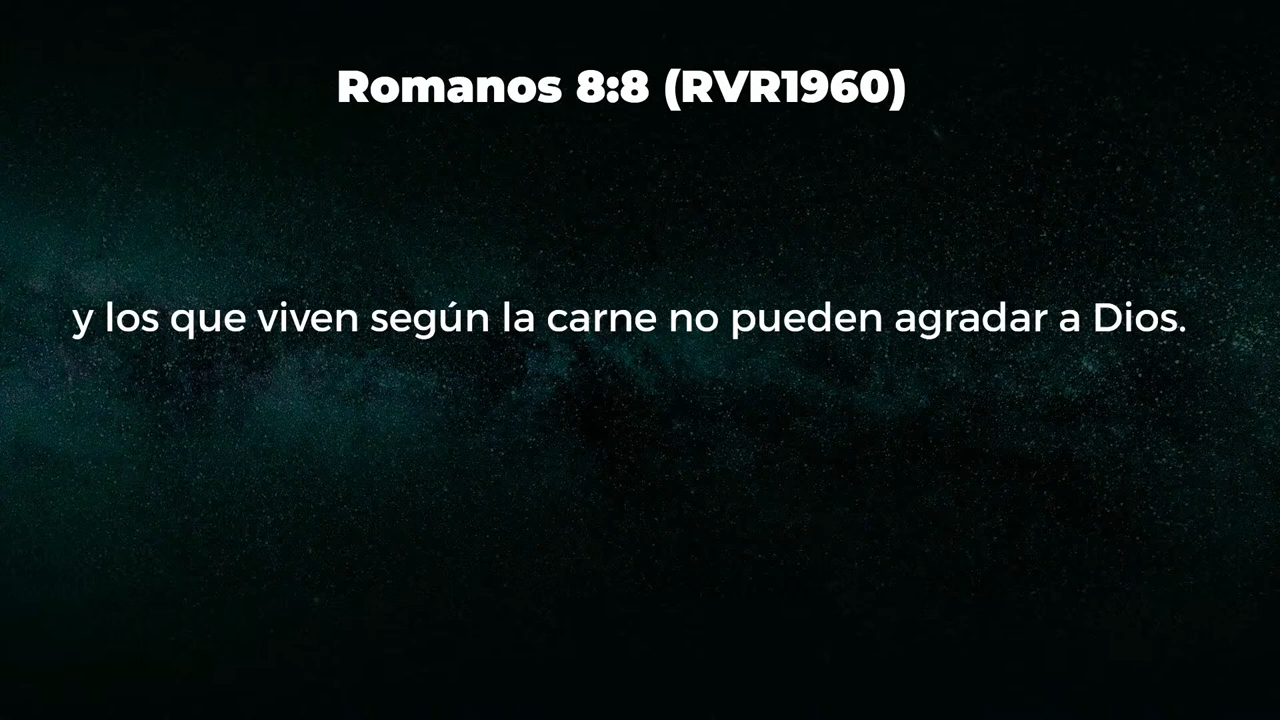 Romanos 8:8 (RVR1960)
y los que viven según la carne no pueden agradar a Dios.